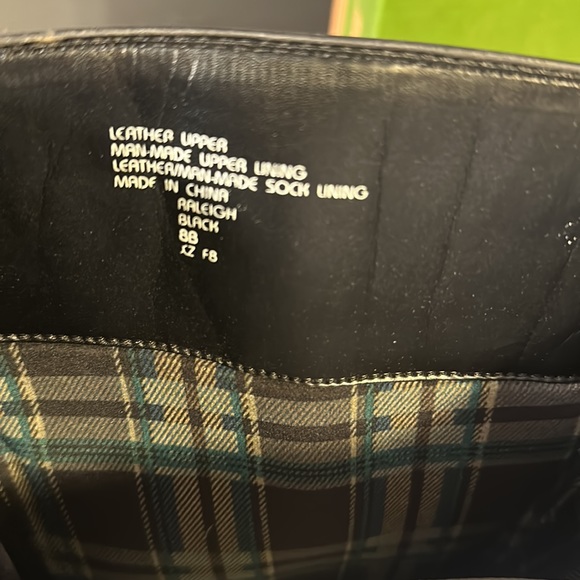 LEATHER UPPER
MAN-MADE UPPER LINING
LEATHER/MAN-MADE SOCK LINING
MADE IN CHINA
RALEIGH
BLACK
8B
XZ F8